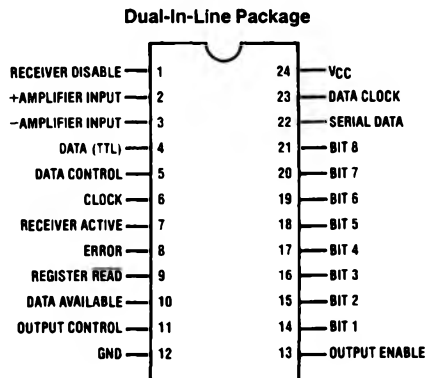 Dual-In-Line Package
RECEIVER DISABLE 1 24 VCC
+AMPLIFIER INPUT 2 23 DATA CLOCK
−AMPLIFIER INPUT 3 22 SERIAL DATA
DATA (TTL) 4 21 BIT 8
DATA CONTROL 5 20 BIT 7
CLOCK 6 19 BIT 6
RECEIVER ACTIVE 7 18 BIT 5
ERROR 8 17 BIT 4
REGISTER READ 9 16 BIT 3
DATA AVAILABLE 10 15 BIT 2
OUTPUT CONTROL 11 14 BIT 1
GND 12 13 OUTPUT ENABLE